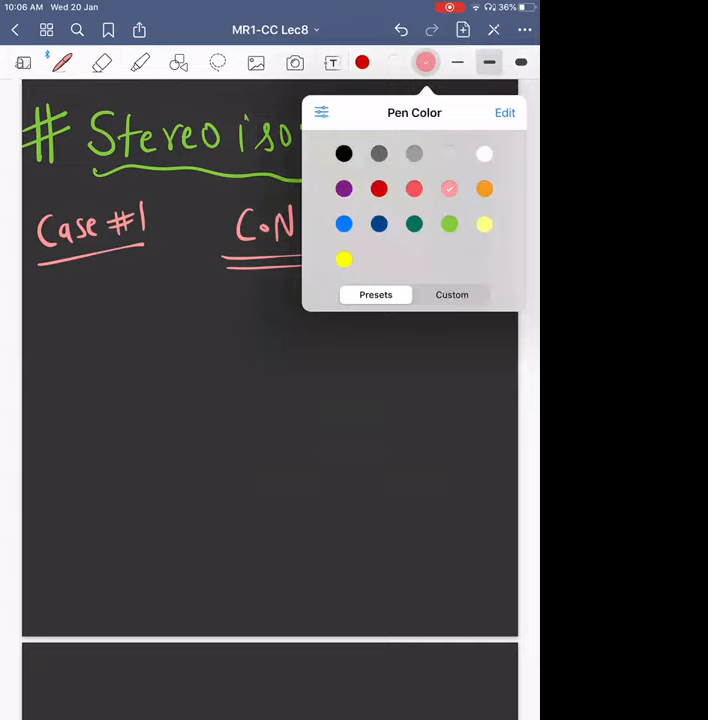 10:06 AM Wed 20 Jan 36%
MR1-CC Lec8
T
Pen Color Edit
# Stereo iso
Case #1 CoN
Presets Custom